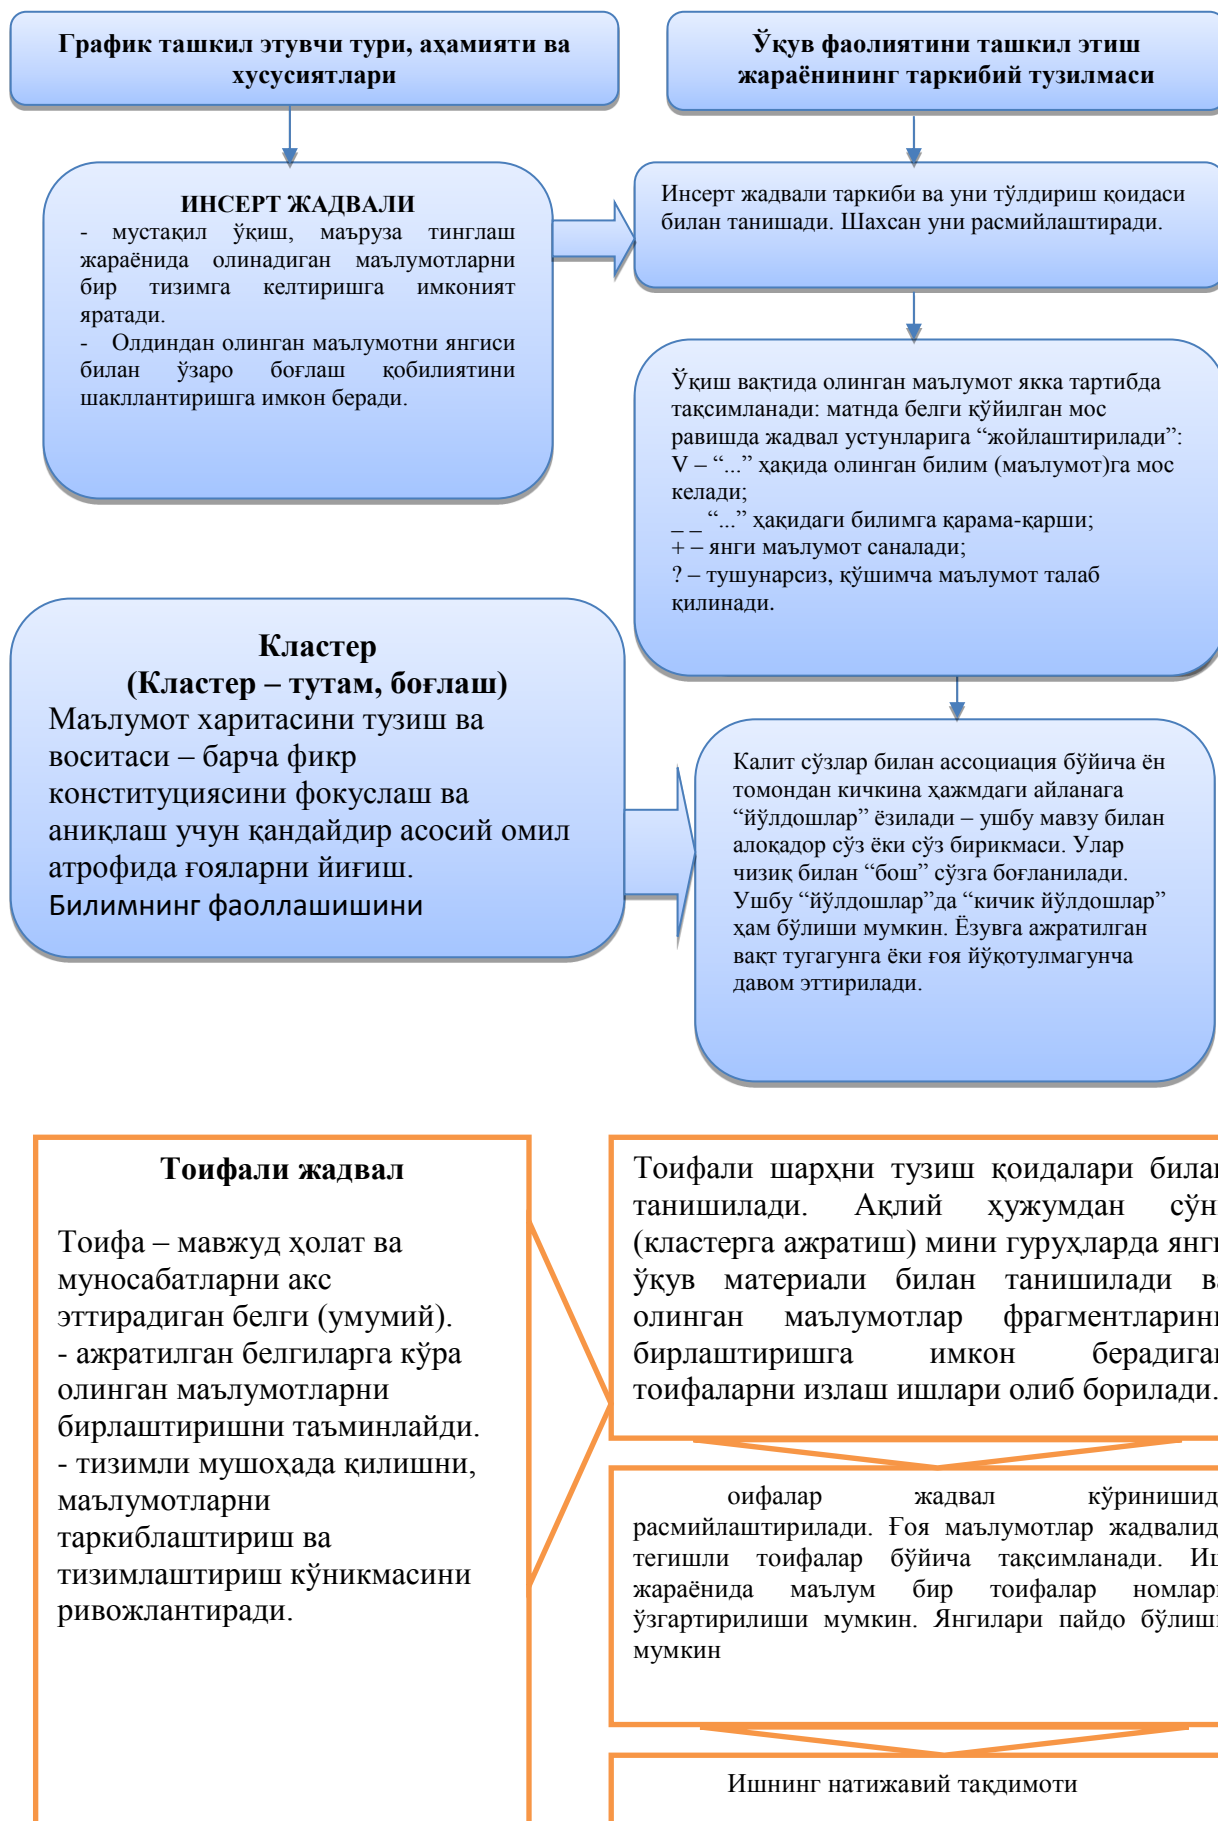 График ташкил этувчи тури, аҳамияти ва
хусусиятлари
Ўқув фаолиятини ташкил этиш
жараёнининг таркибий тузилмаси
ИНСЕРТ ЖАДВАЛИ
- мустақил ўқиш, маъруза тинглаш
жараёнида олинадиган маълумотларни
бир тизимга келтиришга имконият
яратади.
- Олдиндан олинган маълумотни янгиси
билан ўзаро боғлаш қобилиятини
шакллантиришга имкон беради.
Инсерт жадвали таркиби ва уни тўлдириш қоидаси
билан танишади. Шахсан уни расмийлаштиради.
Ўқиш вақтида олинган маълумот якка тартибда
тақсимланади: матнда белги қўйилган мос
равишда жадвал устунларига “жойлаштирилади”:
V – “...” ҳақида олинган билим (маълумот)га мос
келади;
_ _ “...” ҳақидаги билимга қарама-қарши;
+ – янги маълумот саналади;
? – тушунарсиз, қўшимча маълумот талаб
қилинади.
Кластер
(Кластер – тутам, боғлаш)
Маълумот харитасини тузиш ва
воситаси – барча фикр
конституциясини фокуслаш ва
аниқлаш учун қандайдир асосий омил
атрофида ғояларни йиғиш.
Билимнинг фаоллашишини
Калит сўзлар билан ассоциация бўйича ён
томондан кичкина ҳажмдаги айланага
“йўлдошлар” ёзилади – ушбу мавзу билан
алоқадор сўз ёки сўз бирикмаси. Улар
чизиқ билан “бош” сўзга боғланилади.
Ушбу “йўлдошлар”да “кичик йўлдошлар”
ҳам бўлиши мумкин. Ёзувга ажратилган
вақт тугагунга ёки ғоя йўқотулмагунча
давом эттирилади.
Тоифали жадвал
Тоифа – мавжуд ҳолат ва
муносабатларни акс
эттирадиган белги (умумий).
- ажратилган белгиларга кўра
олинган маълумотларни
бирлаштиришни таъминлайди.
- тизимли мушоҳада қилишни,
маълумотларни
таркиблаштириш ва
тизимлаштириш кўникмасини
ривожлантиради.
Тоифали шарҳни тузиш қоидалари билан
танишилади. Ақлий ҳужумдан сўнг
(кластерга ажратиш) мини гуруҳларда янги
ўқув материали билан танишилади ва
олинган маълумотлар фрагментларини
бирлаштиришга имкон берадиган
тоифаларни излаш ишлари олиб борилади.
оифалар жадвал кўринишид
расмийлаштирилади. Ғоя маълумотлар жадвалид
тегишли тоифалар бўйича тақсимланади. Иш
жараёнида маълум бир тоифалар номлари
ўзгартирилиши мумкин. Янгилари пайдо бўлиши
мумкин
Ишнинг натижавий тақдимоти